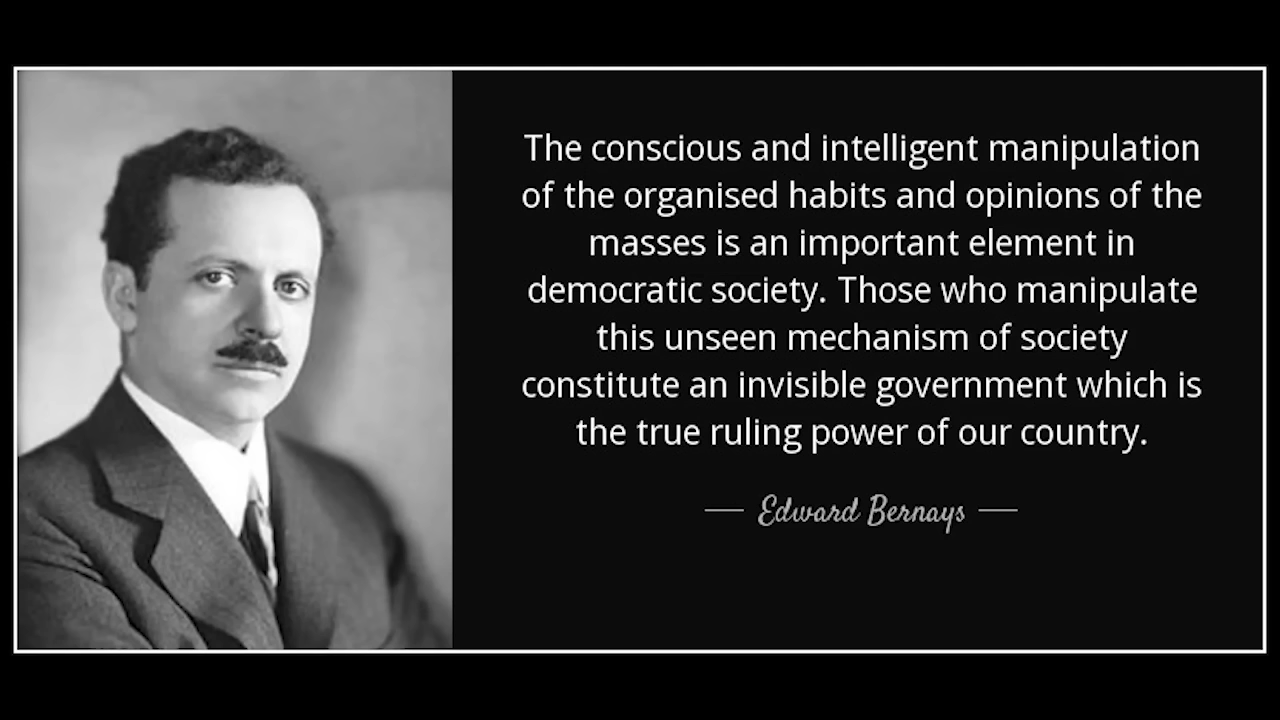 The conscious and intelligent manipulation
of the organised habits and opinions of the
masses is an important element in
democratic society. Those who manipulate
this unseen mechanism of society
constitute an invisible government which is
the true ruling power of our country.
— Edward Bernays —